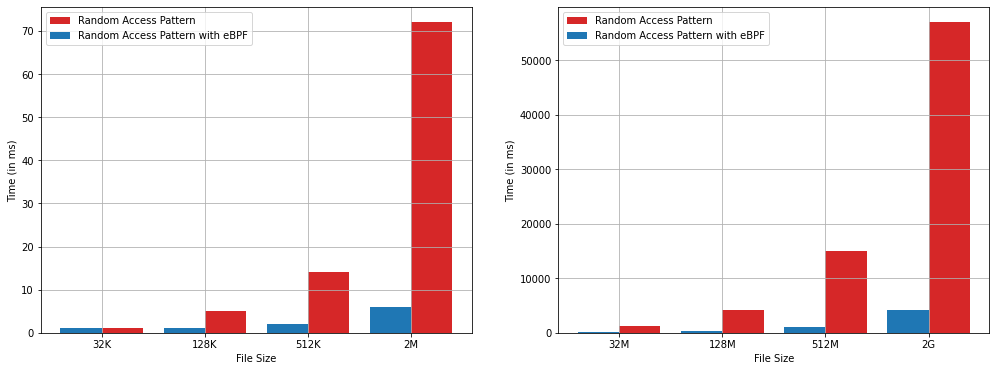 Random Access Pattern
Random Access Pattern with eBPF
70
60
50
40
30
20
10
0
Time (in ms)
32K 128K 512K 2M
File Size
Random Access Pattern
Random Access Pattern with eBPF
50000
40000
30000
20000
10000
0
Time (in ms)
32M 128M 512M 2G
File Size